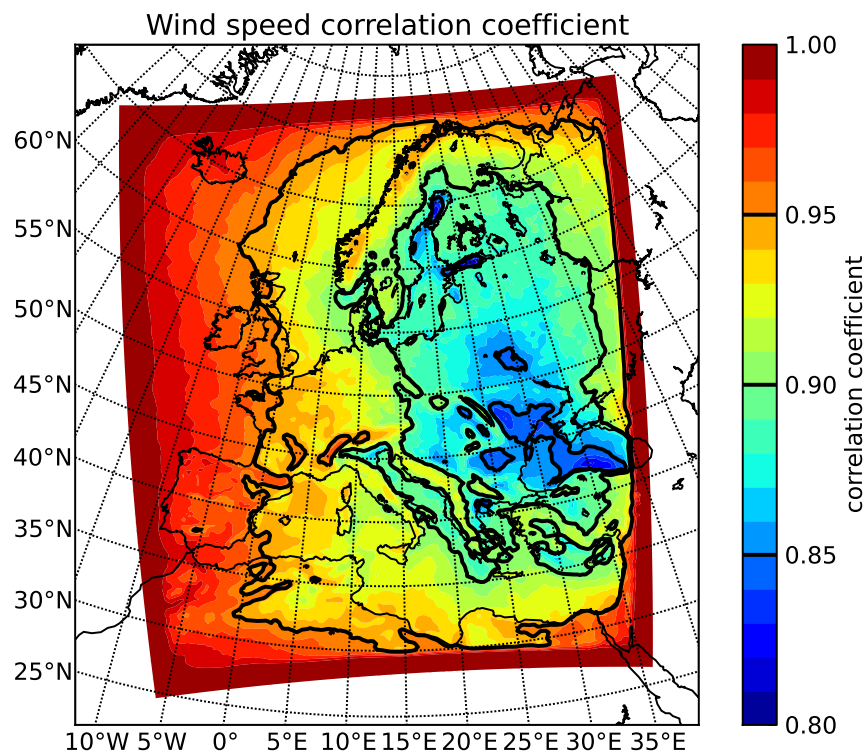 Wind speed correlation coefficient
60°N
55°N
50°N
45°N
40°N
35°N
30°N
25°N
10°W 5°W 0° 5°E 10°E 15°E 20°E 25°E 30°E 35°E
1.00
0.95
0.90
0.85
0.80
correlation coefficient